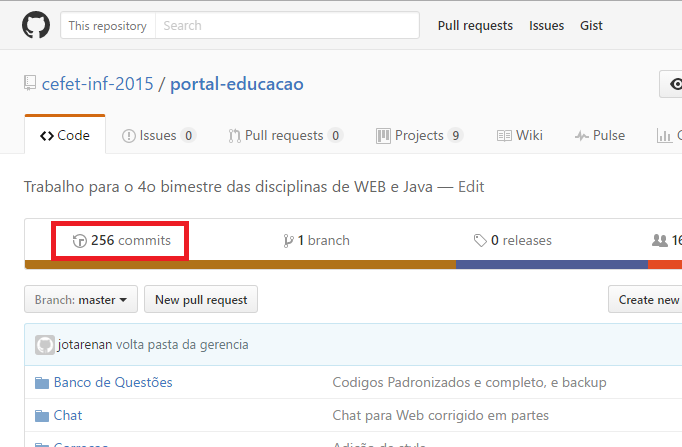 This repository Search Pull requests Issues Gist
cefet-inf-2015 / portal-educacao
Code Issues 0 Pull requests 0 Projects 9 Wiki Pulse
Trabalho para o 4o bimestre das disciplinas de WEB e Java — Edit
256 commits 1 branch 0 releases 16
Branch: master New pull request Create new
jotarenan volta pasta da gerencia
Banco de Questões Codigos Padronizados e completo, e backup
Chat Chat para Web corrigido em partes